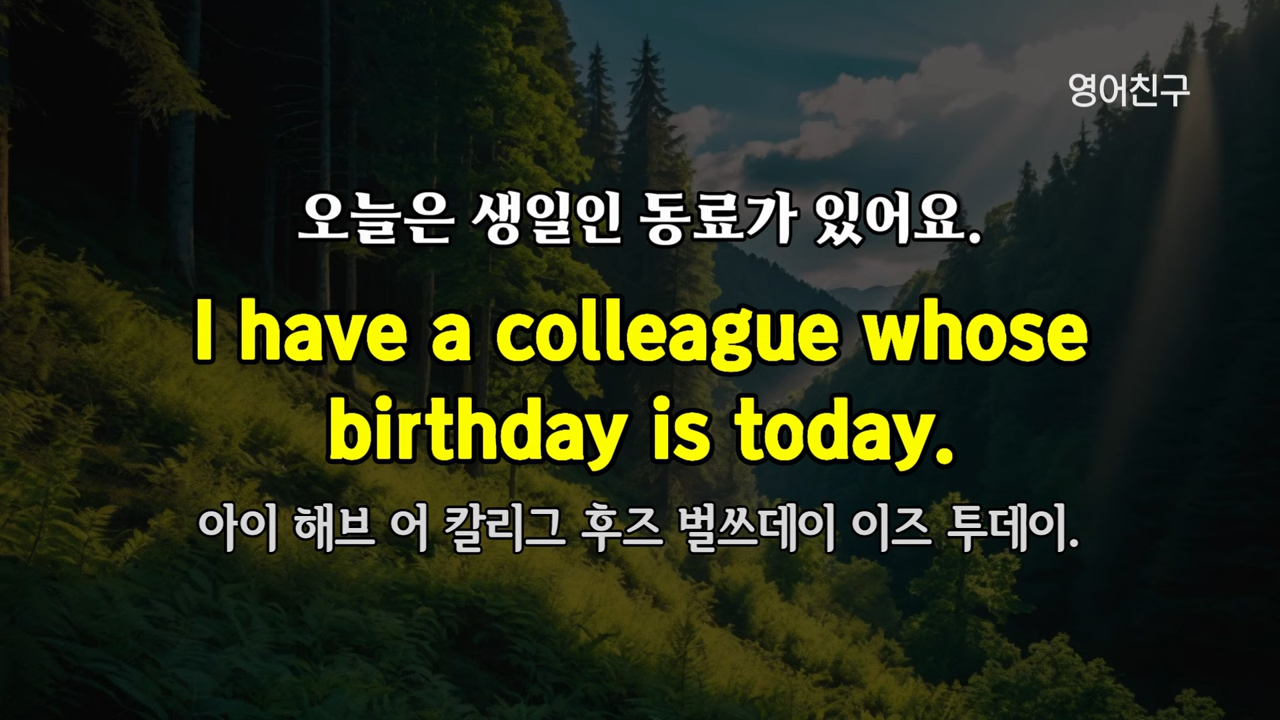 영어친구
오늘은 생일인 동료가 있어요.
I have a colleague whose
birthday is today.
아이 해브 어 칼리그 후즈 벌쓰데이 이즈 투데이.